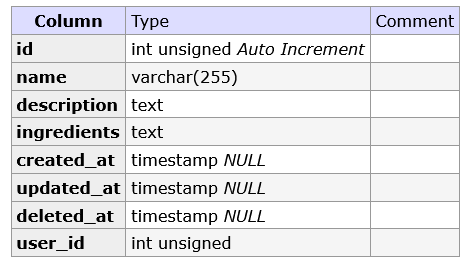 Column Type Comment
id int unsigned Auto Increment
name varchar(255)
description text
ingredients text
created_at timestamp NULL
updated_at timestamp NULL
deleted_at timestamp NULL
user_id int unsigned